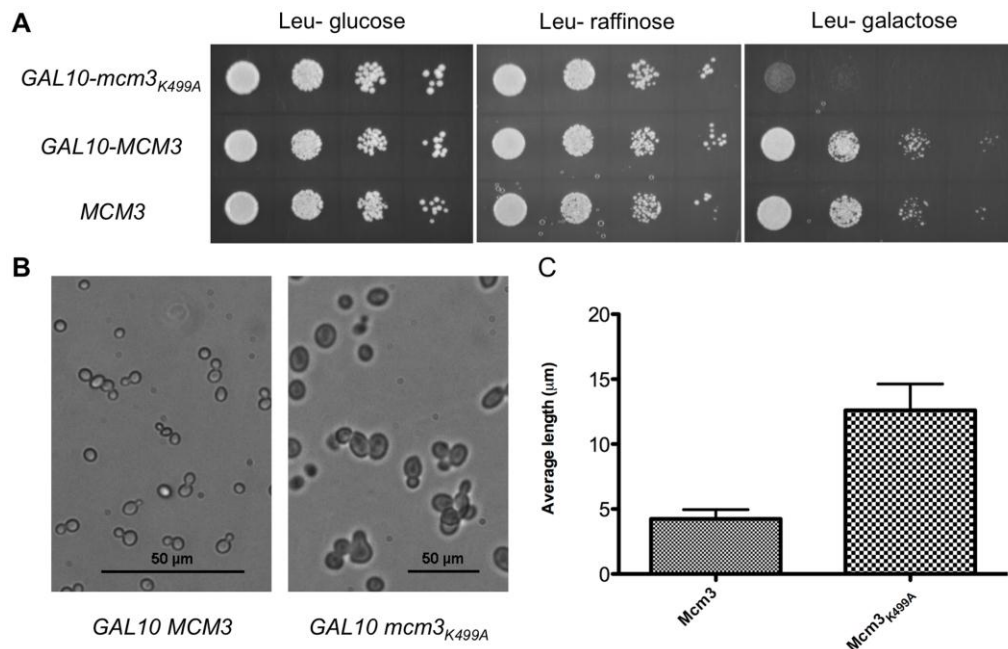 A
Leu- glucose
Leu- raffinose
Leu- galactose
GAL10-mcm3K499A
GAL10-MCM3
MCM3
B
50 µm
50 µm
GAL10 MCM3
GAL10 mcm3K499A
C
Average length (µm)
20
15
10
5
0
Mcm3
Mcm3K499A